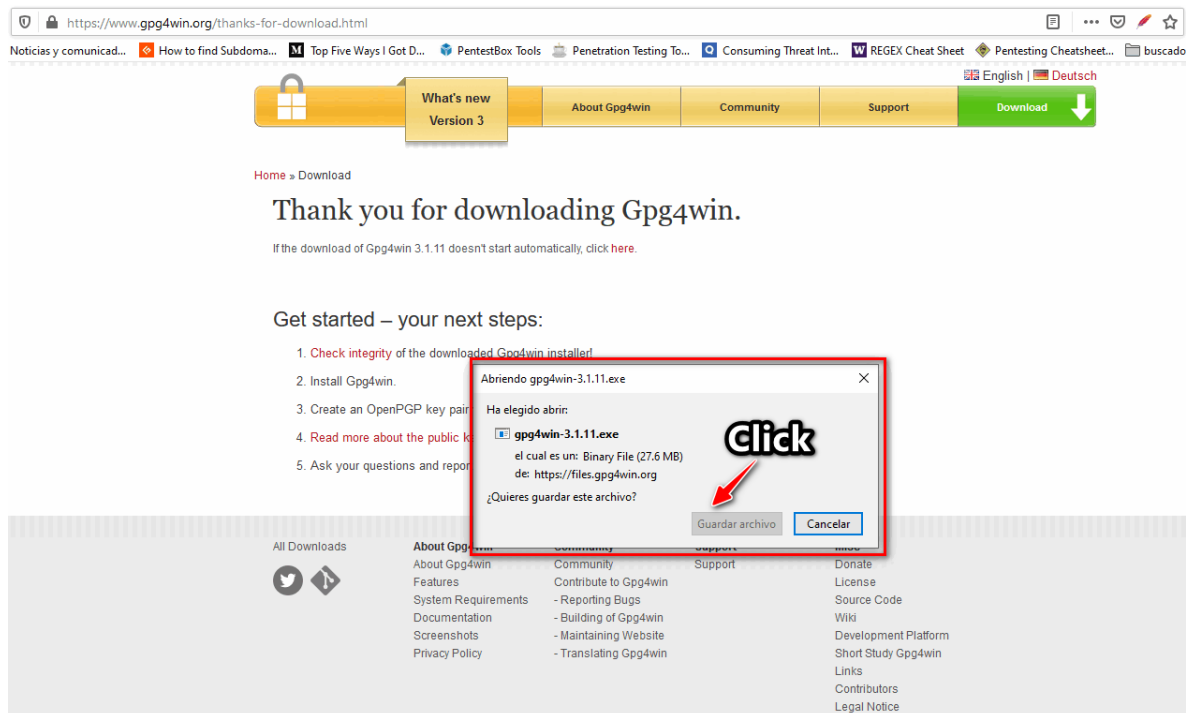 https://www.gpg4win.org/thanks-for-download.html
Noticias y comunicad... How to find Subdoma... M Top Five Ways I Got D... PentestBox Tools Penetration Testing To... Consuming Threat Int... W REGEX Cheat Sheet Pentesting Cheatsheet... buscado
English | Deutsch
What's new
Version 3
About Gpg4win Community Support Download
Home » Download
Thank you for downloading Gpg4win.
If the download of Gpg4win 3.1.11 doesn't start automatically, click here.
Get started – your next steps:
1. Check integrity of the downloaded Gpg4win installer!
2. Install Gpg4win.
3. Create an OpenPGP key pair
4. Read more about the public k
5. Ask your questions and repor
Abriendo gpg4win-3.1.11.exe
Ha elegido abrir:
gpg4win-3.1.11.exe
el cual es un: Binary File (27.6 MB)
de: https://files.gpg4win.org
¿Quieres guardar este archivo?
Click
Guardar archivo Cancelar
All Downloads
About Gpg4win
About Gpg4win
Features
System Requirements
Documentation
Screenshots
Privacy Policy
Community
Community
Contribute to Gpg4win
- Reporting Bugs
- Building of Gpg4win
- Maintaining Website
- Translating Gpg4win
Support
Support
Misc
Donate
License
Source Code
Wiki
Development Platform
Short Study Gpg4win
Links
Contributors
Legal Notice